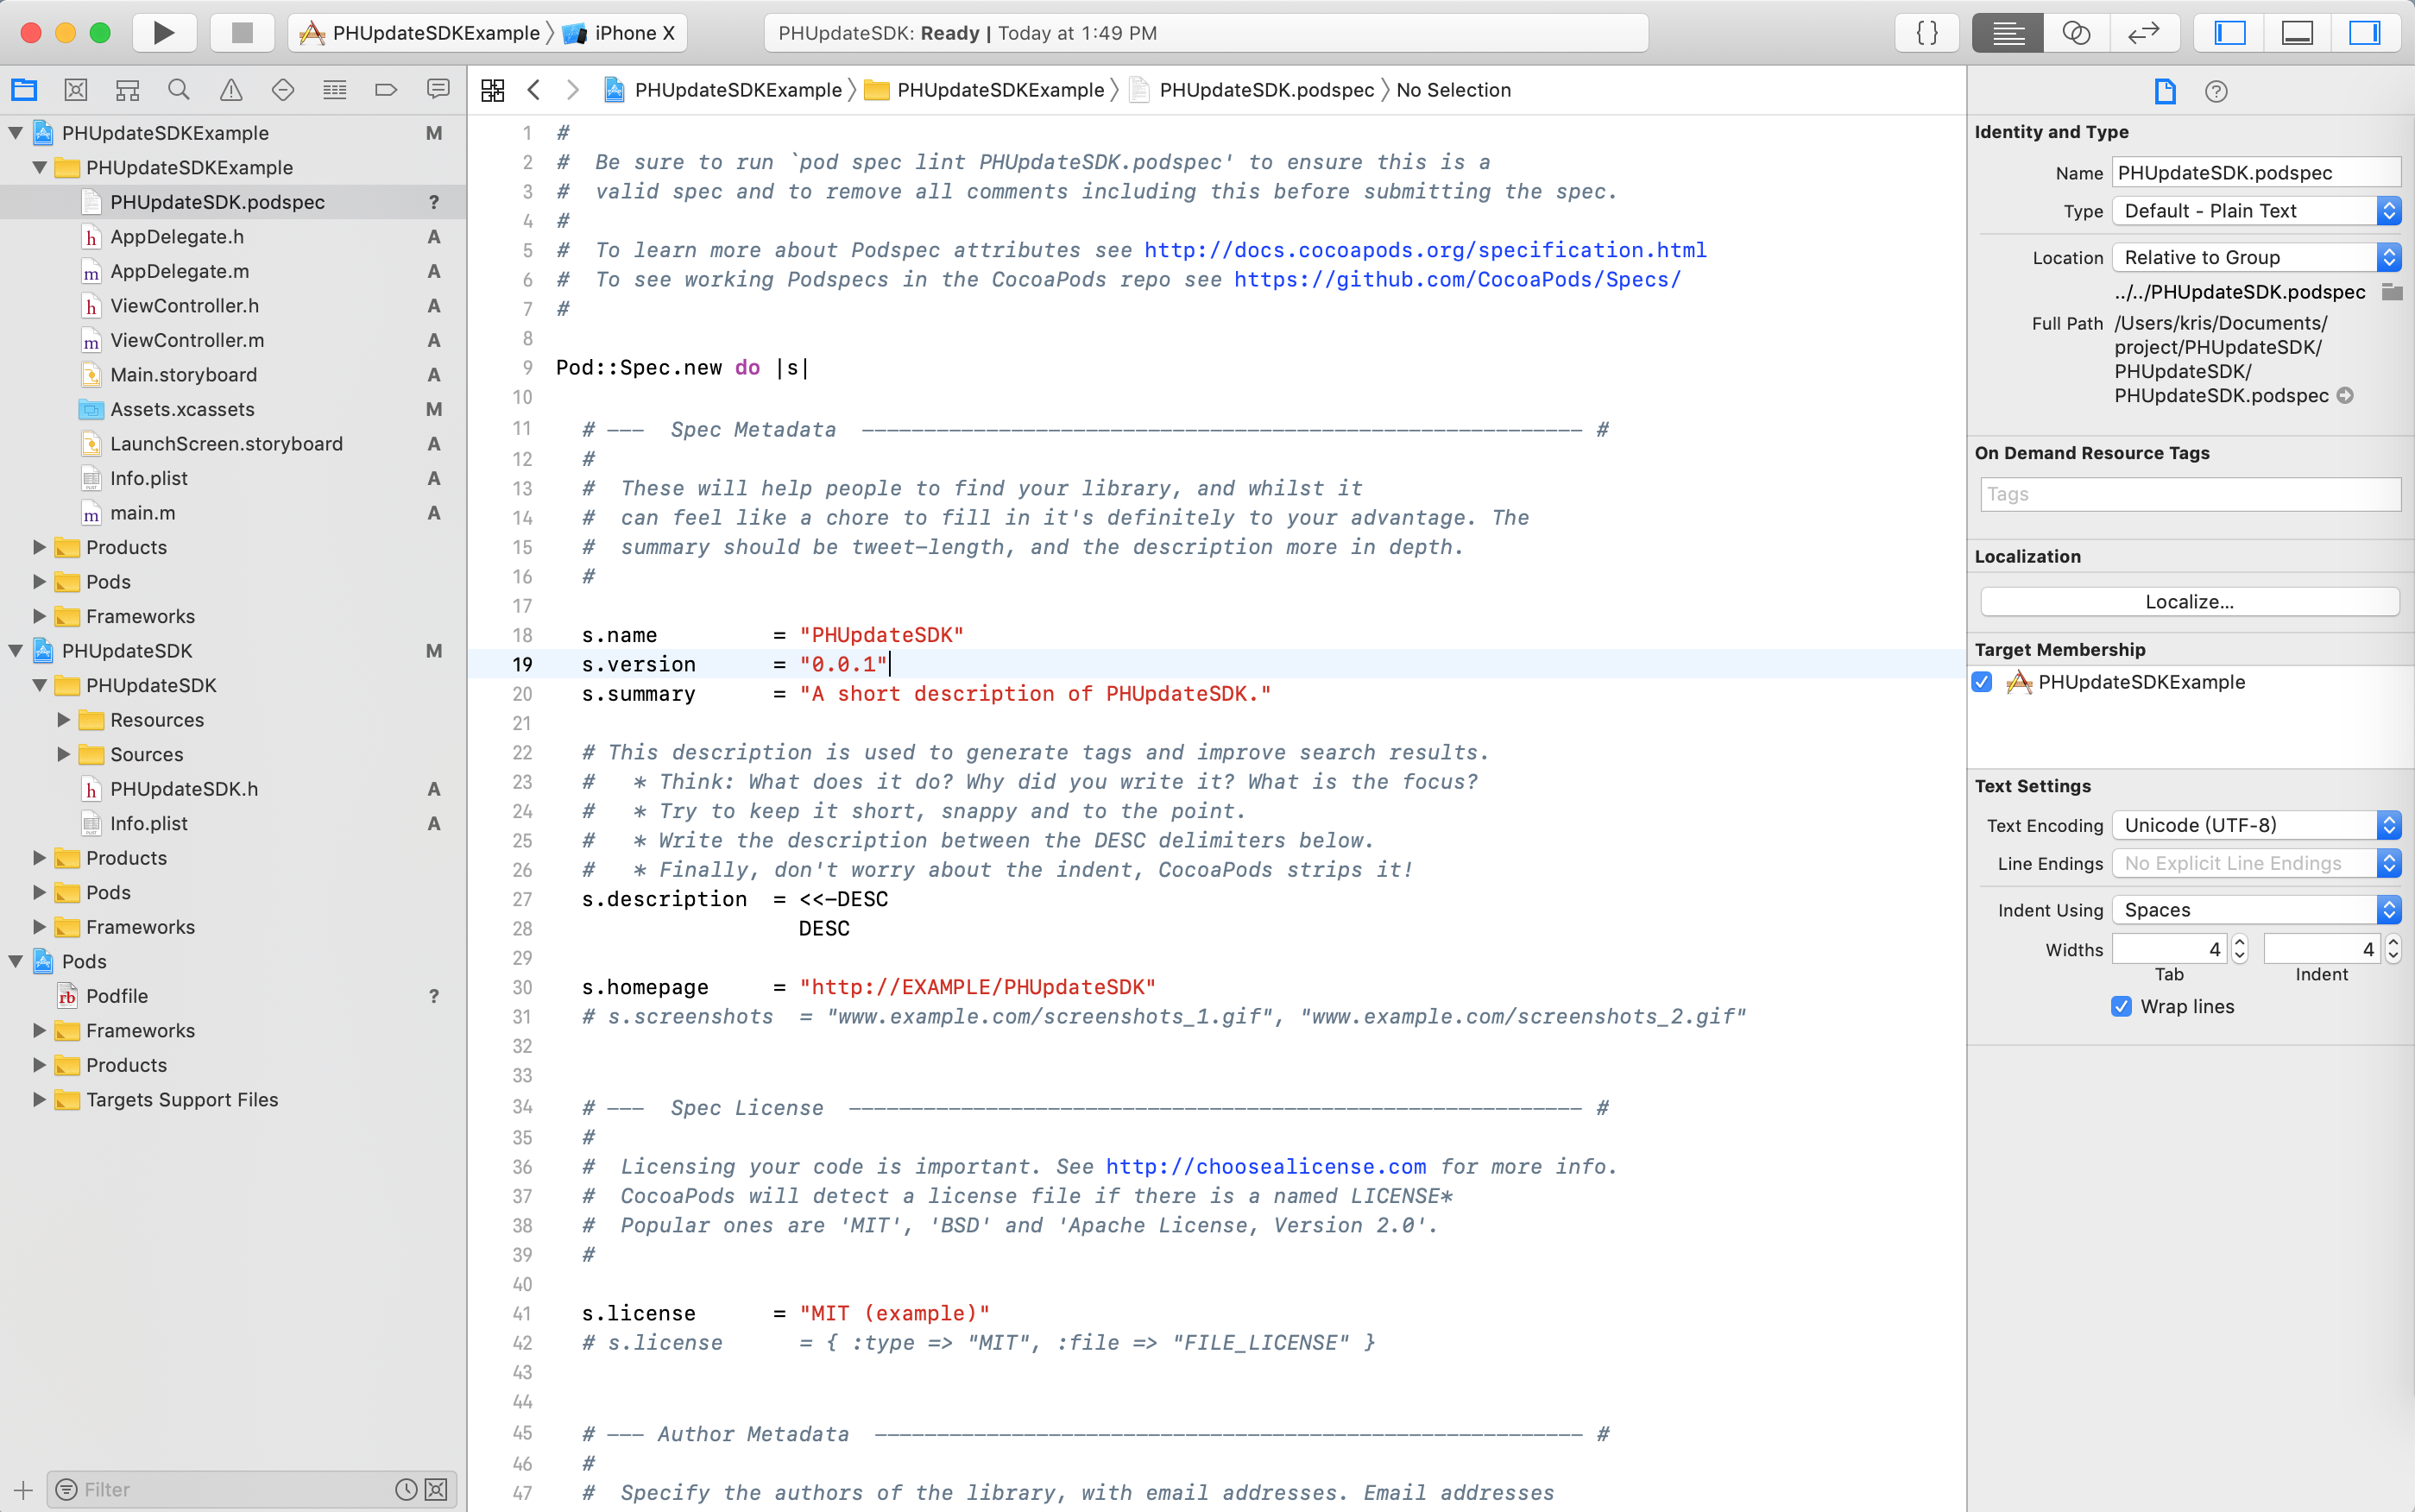 PHUpdateSDKExample 〉 iPhone X
PHUpdateSDK: Ready | Today at 1:49 PM
{ }
PHUpdateSDKExample M
PHUpdateSDKExample
PHUpdateSDK.podspec ?
h AppDelegate.h A
m AppDelegate.m A
h ViewController.h A
m ViewController.m A
Main.storyboard A
Assets.xcassets M
LaunchScreen.storyboard A
Info.plist A
m main.m A
Products
Pods
Frameworks
PHUpdateSDK M
PHUpdateSDK
Resources
Sources
h PHUpdateSDK.h A
Info.plist A
Products
Pods
Frameworks
Pods
rb Podfile ?
Frameworks
Products
Targets Support Files
Filter
PHUpdateSDKExample 〉 PHUpdateSDKExample 〉 PHUpdateSDK.podspec 〉 No Selection
1 #
2 #  Be sure to run `pod spec lint PHUpdateSDK.podspec' to ensure this is a
3 #  valid spec and to remove all comments including this before submitting the spec.
4 #
5 #  To learn more about Podspec attributes see http://docs.cocoapods.org/specification.html
6 #  To see working Podspecs in the CocoaPods repo see https://github.com/CocoaPods/Specs/
7 #
8
9 Pod::Spec.new do |s|
10
11   # ―――  Spec Metadata  ―――――――――――――――――――――――――――――――――――――――――――――――――――――――――― #
12   #
13   #  These will help people to find your library, and whilst it
14   #  can feel like a chore to fill in it's definitely to your advantage. The
15   #  summary should be tweet-length, and the description more in depth.
16   #
17
18   s.name         = "PHUpdateSDK"
19   s.version      = "0.0.1"
20   s.summary      = "A short description of PHUpdateSDK."
21
22   # This description is used to generate tags and improve search results.
23   #   * Think: What does it do? Why did you write it? What is the focus?
24   #   * Try to keep it short, snappy and to the point.
25   #   * Write the description between the DESC delimiters below.
26   #   * Finally, don't worry about the indent, CocoaPods strips it!
27   s.description  = <<-DESC
28                    DESC
29
30   s.homepage     = "http://EXAMPLE/PHUpdateSDK"
31   # s.screenshots  = "www.example.com/screenshots_1.gif", "www.example.com/screenshots_2.gif"
32
33
34   # ―――  Spec License  ――――――――――――――――――――――――――――――――――――――――――――――――――――――――――― #
35   #
36   #  Licensing your code is important. See http://choosealicense.com for more info.
37   #  CocoaPods will detect a license file if there is a named LICENSE*
38   #  Popular ones are 'MIT', 'BSD' and 'Apache License, Version 2.0'.
39   #
40
41   s.license      = "MIT (example)"
42   # s.license      = { :type => "MIT", :file => "FILE_LICENSE" }
43
44
45   # ――― Author Metadata  ――――――――――――――――――――――――――――――――――――――――――――――――――――――――― #
46   #
47   #  Specify the authors of the library, with email addresses. Email addresses
Identity and Type
Name PHUpdateSDK.podspec
Type Default - Plain Text
Location Relative to Group
../../PHUpdateSDK.podspec
Full Path /Users/kris/Documents/
project/PHUpdateSDK/
PHUpdateSDK/
PHUpdateSDK.podspec
On Demand Resource Tags
Tags
Localization
Localize...
Target Membership
PHUpdateSDKExample
Text Settings
Text Encoding Unicode (UTF-8)
Line Endings No Explicit Line Endings
Indent Using Spaces
Widths 4 4
Tab Indent
Wrap lines